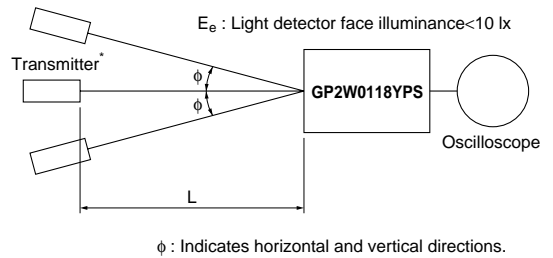 Ee : Light detector face illuminance<10 lx
Transmitter*
ϕ
ϕ
GP2W0118YPS
Oscilloscope
L
ϕ : Indicates horizontal and vertical directions.